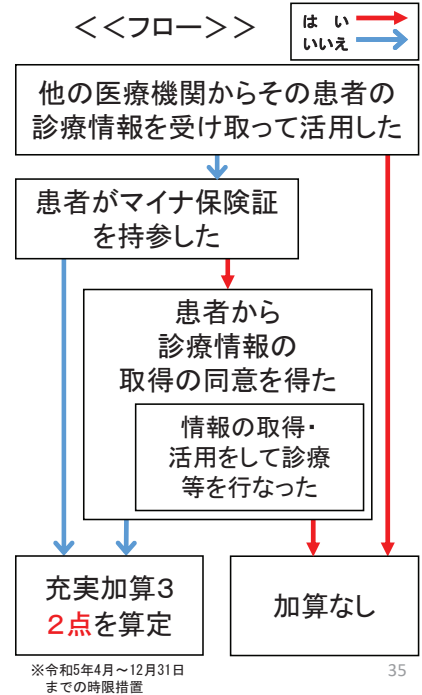 ＜＜フロー＞＞
は　い
いいえ
他の医療機関からその患者の
診療情報を受け取って活用した
患者がマイナ保険証
を持参した
患者から
診療情報の
取得の同意を得た
情報の取得・
活用をして診療
等を行なった
充実加算３
２点を算定
加算なし
※令和5年4月～12月31日
までの時限措置
35